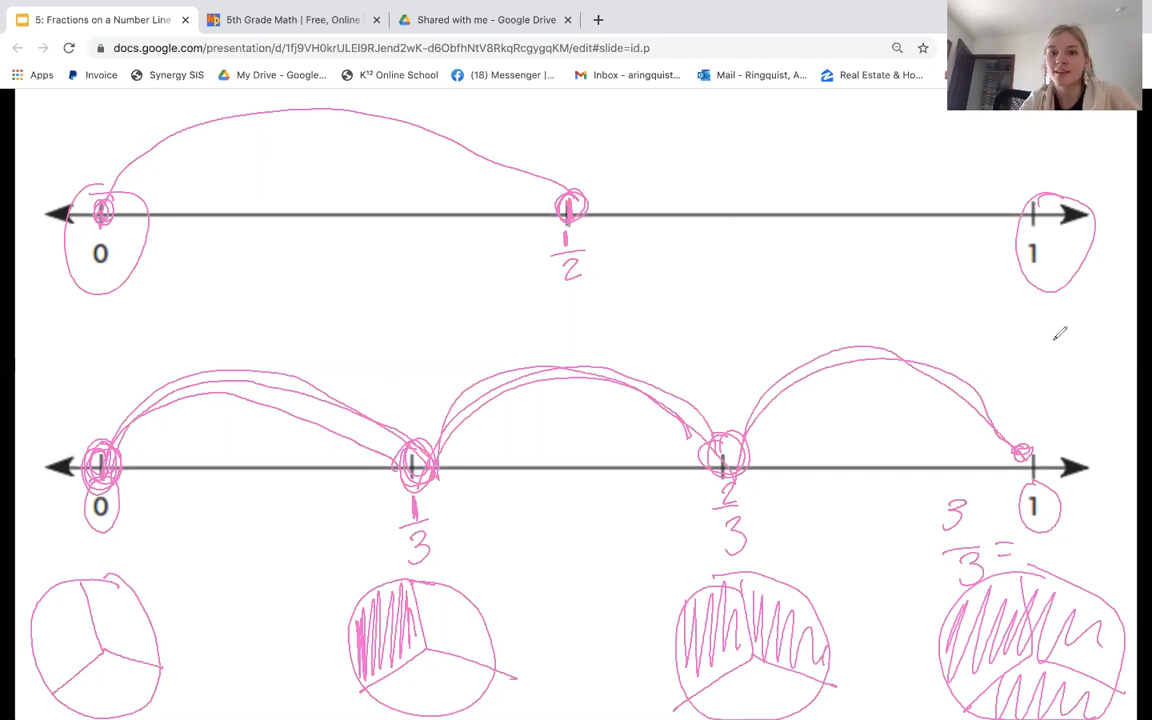 5: Fractions on a Number Line
5th Grade Math | Free, Online
Shared with me - Google Drive
docs.google.com/presentation/d/1fj9VH0krULEl9RJend2wK-d6ObfhNtV8RkqRcgygqKM/edit#slide=id.p
Apps Invoice Synergy SIS My Drive - Google... K¹² Online School (18) Messenger |... Inbox - aringquist... Mail - Ringquist, A... Real Estate & Ho...
0 1
1
2
0 1
1
3
2
3
3
3 =